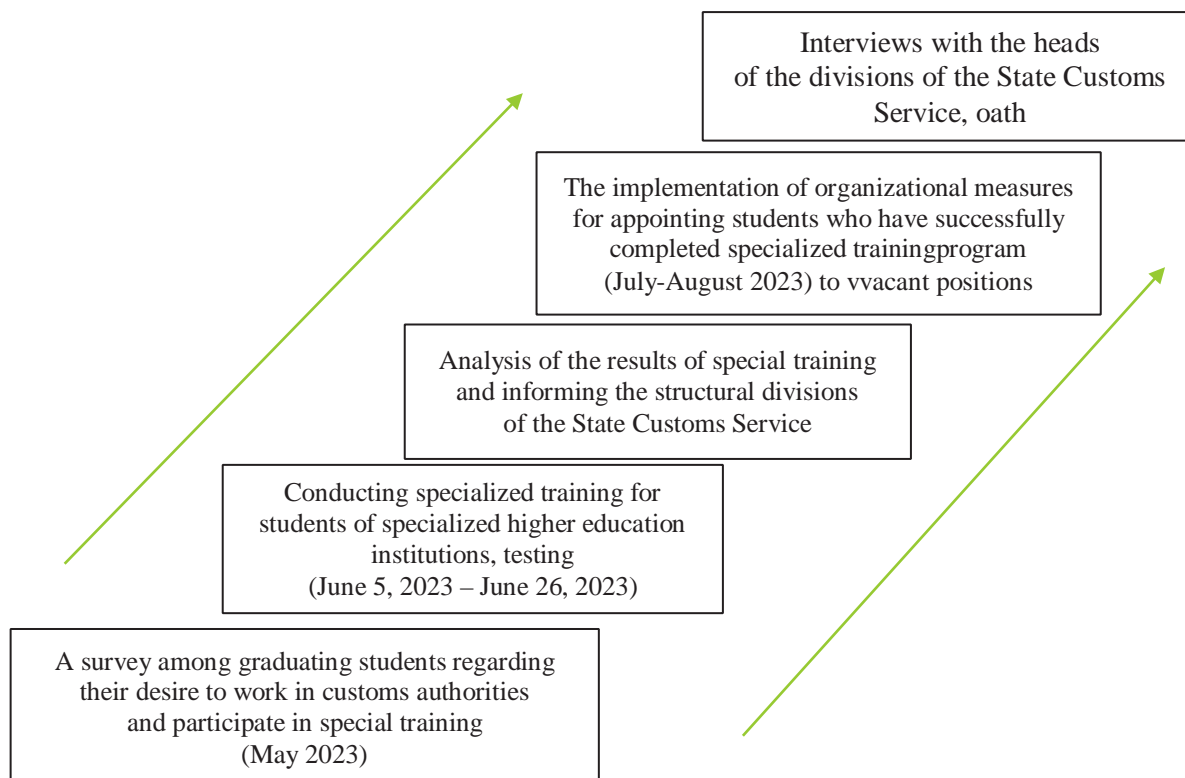 Interviews with the heads
of the divisions of the State Customs
Service, oath
The implementation of organizational measures
for appointing students who have successfully
completed specialized trainingprogram
(July-August 2023) to vvacant positions
Analysis of the results of special training
and informing the structural divisions
of the State Customs Service
Conducting specialized training for
students of specialized higher education
institutions, testing
(June 5, 2023 – June 26, 2023)
A survey among graduating students regarding
their desire to work in customs authorities
and participate in special training
(May 2023)